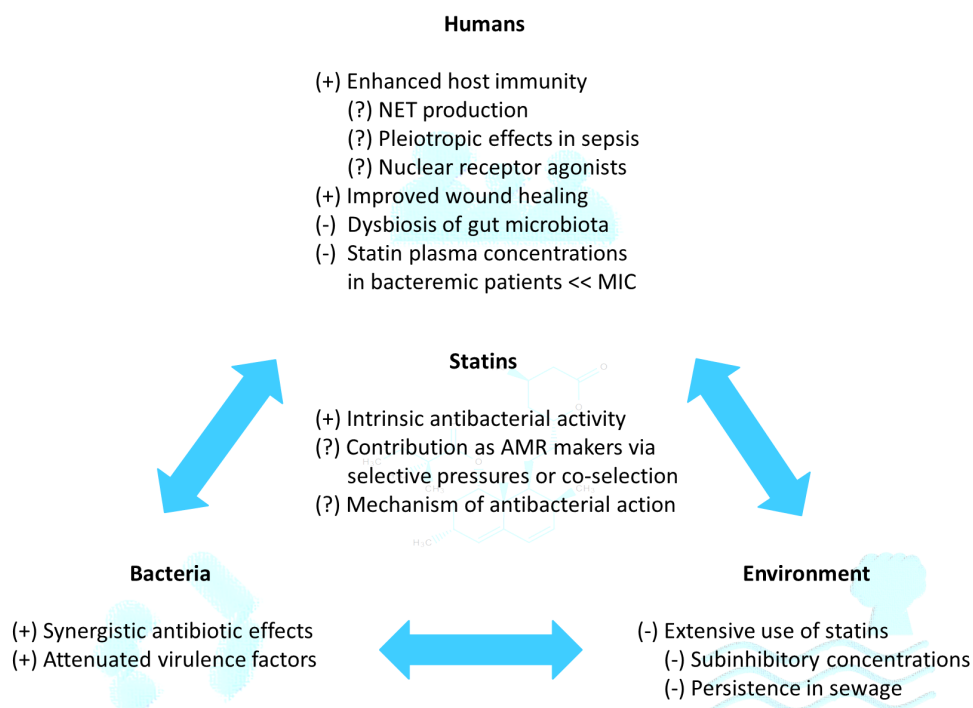 Humans
(+) Enhanced host immunity
(?) NET production
(?) Pleiotropic effects in sepsis
(?) Nuclear receptor agonists
(+) Improved wound healing
(-) Dysbiosis of gut microbiota
(-) Statin plasma concentrations
in bacteremic patients << MIC
Statins
(+) Intrinsic antibacterial activity
(?) Contribution as AMR makers via
selective pressures or co-selection
(?) Mechanism of antibacterial action
Bacteria
(+) Synergistic antibiotic effects
(+) Attenuated virulence factors
Environment
(-) Extensive use of statins
(-) Subinhibitory concentrations
(-) Persistence in sewage
O
H₃C